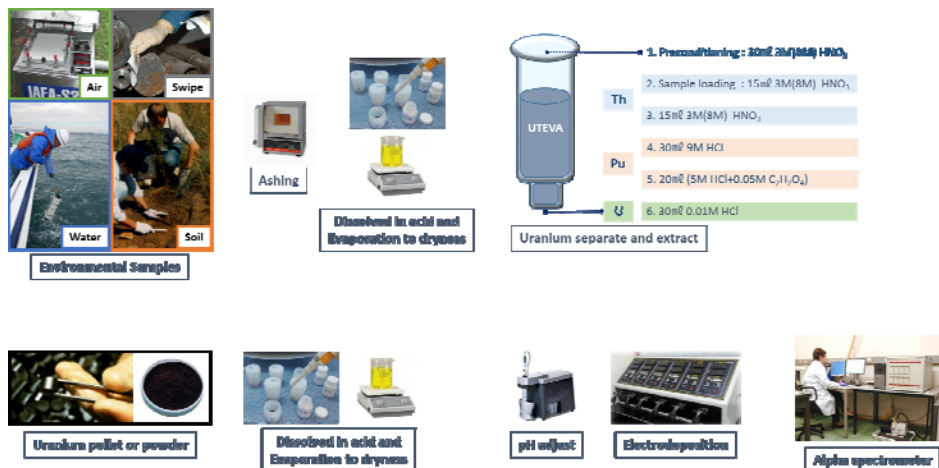 IAEA-S3
Air
Swipe
Water
Soil
Environmental Samples
Ashing
Dissolved in acid and
Evaporation to dryness
UTEVA
1. Preconditioning : 30㎖ 3M(8M) HNO₃
Th
2. Sample loading : 15㎖ 3M(8M) HNO₃
3. 15㎖ 3M(8M) HNO₃
Pu
4. 30㎖ 9M HCl
5. 20㎖ (5M HCl+0.05M C₂H₂O₄)
U
6. 30㎖ 0.01M HCl
Uranium separate and extract
Uranium pellet or powder
Dissolved in acid and
Evaporation to dryness
pH adjust
Electrodeposition
Alpha spectrometer